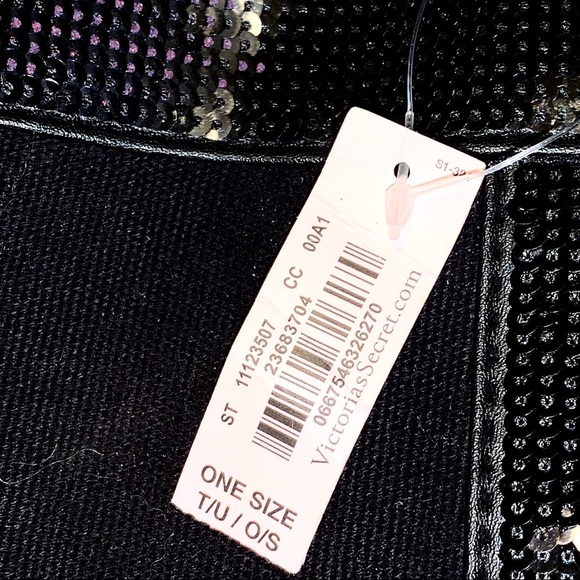 S1-32
ST 11123507 CC 00A1
23683704
0667546326270
VictoriasSecret.com
ONE SIZE
T/U / O/S